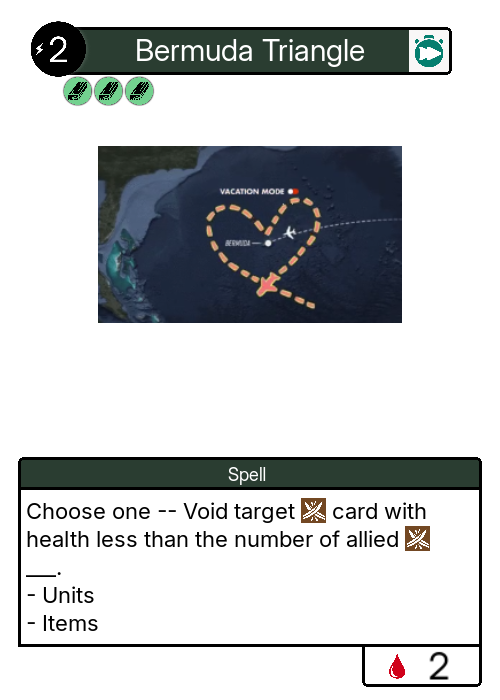 2
Bermuda Triangle
VACATION MODE
BERMUDA
Spell
Choose one -- Void target card with
health less than the number of allied
___.
- Units
- Items
2